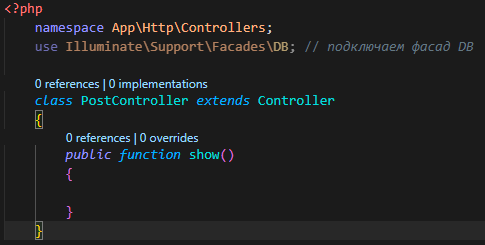 <?php
namespace App\Http\Controllers;
use Illuminate\Support\Facades\DB; // подключаем фасад DB
0 references | 0 implementations
class PostController extends Controller
{
0 references | 0 overrides
public function show()
{
}
}